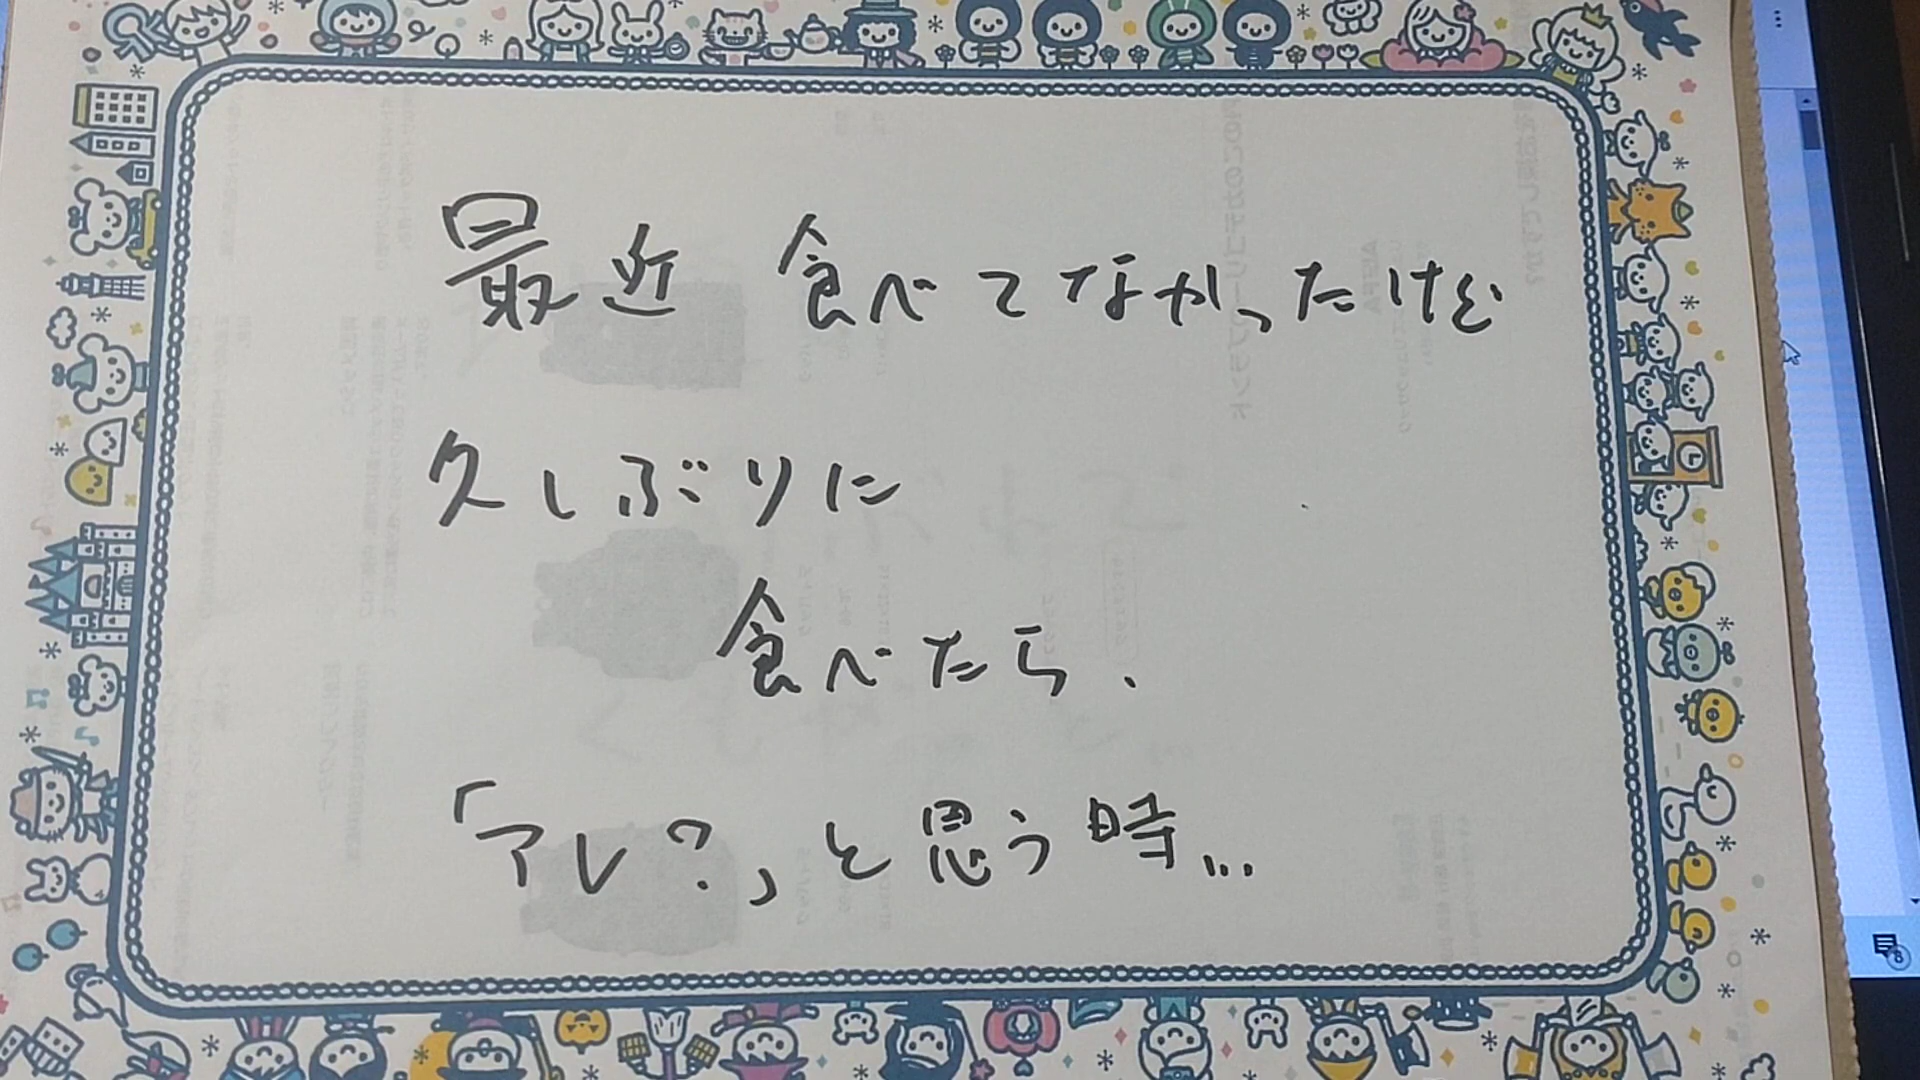 最近 食べてなかったけど
久しぶりに
食べたら、
「アレ?」と思う時...